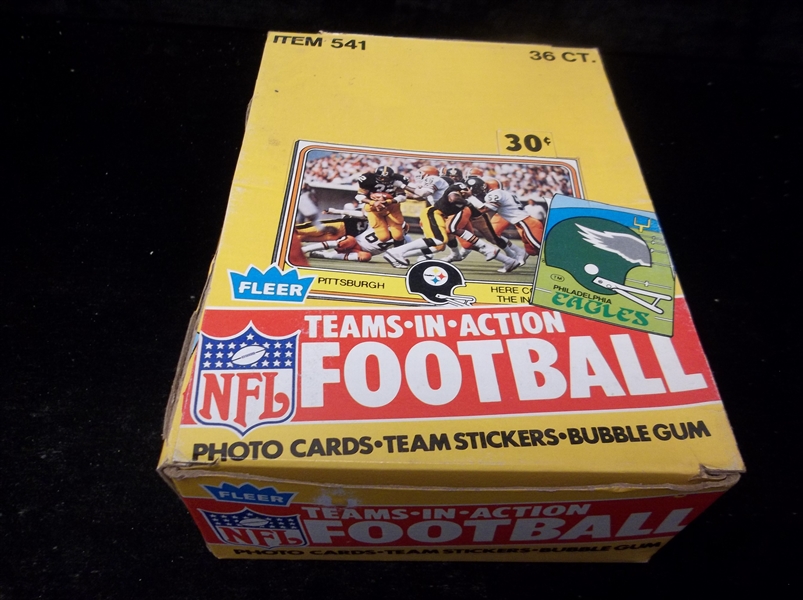 ITEM 541
36 CT.
30¢
PITTSBURGH
HERE CO
THE IN
PHILADELPHIA
EAGLES
FLEER
NFL
TEAMS·IN·ACTION
FOOTBALL
PHOTO CARDS·TEAM STICKERS·BUBBLE GUM
FLEER
NFL
TEAMS·IN·ACTION
FOOTBALL
PHOTO CARDS·TEAM STICKERS·BUBBLE GUM